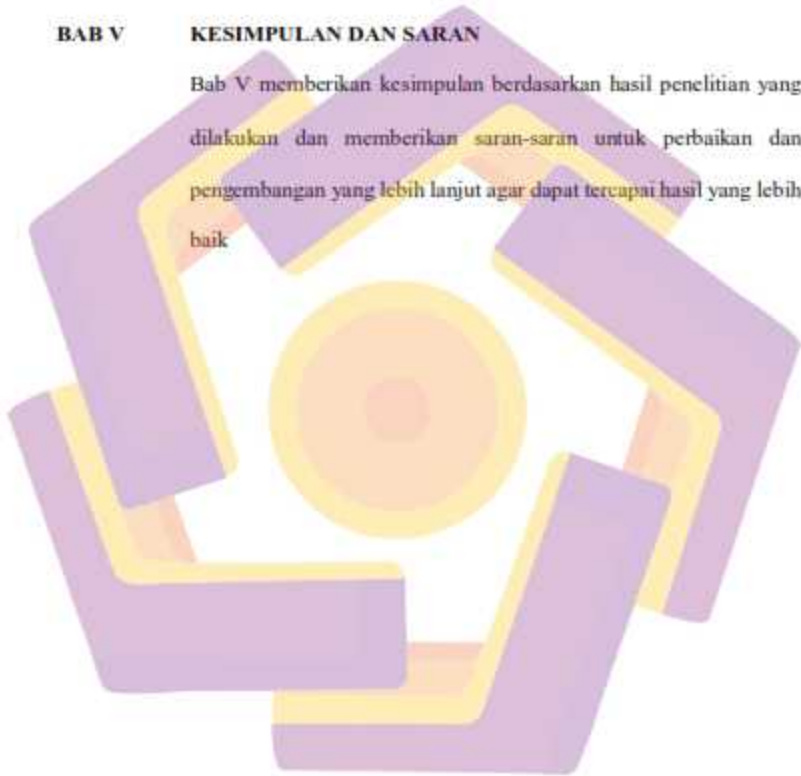 BAB V KESIMPULAN DAN SARAN
Bab V memberikan kesimpulan berdasarkan hasil penelitian yang
dilakukan dan memberikan saran-saran untuk perbaikan dan
pengembangan yang lebih lanjut agar dapat tercapai hasil yang lebih
baik